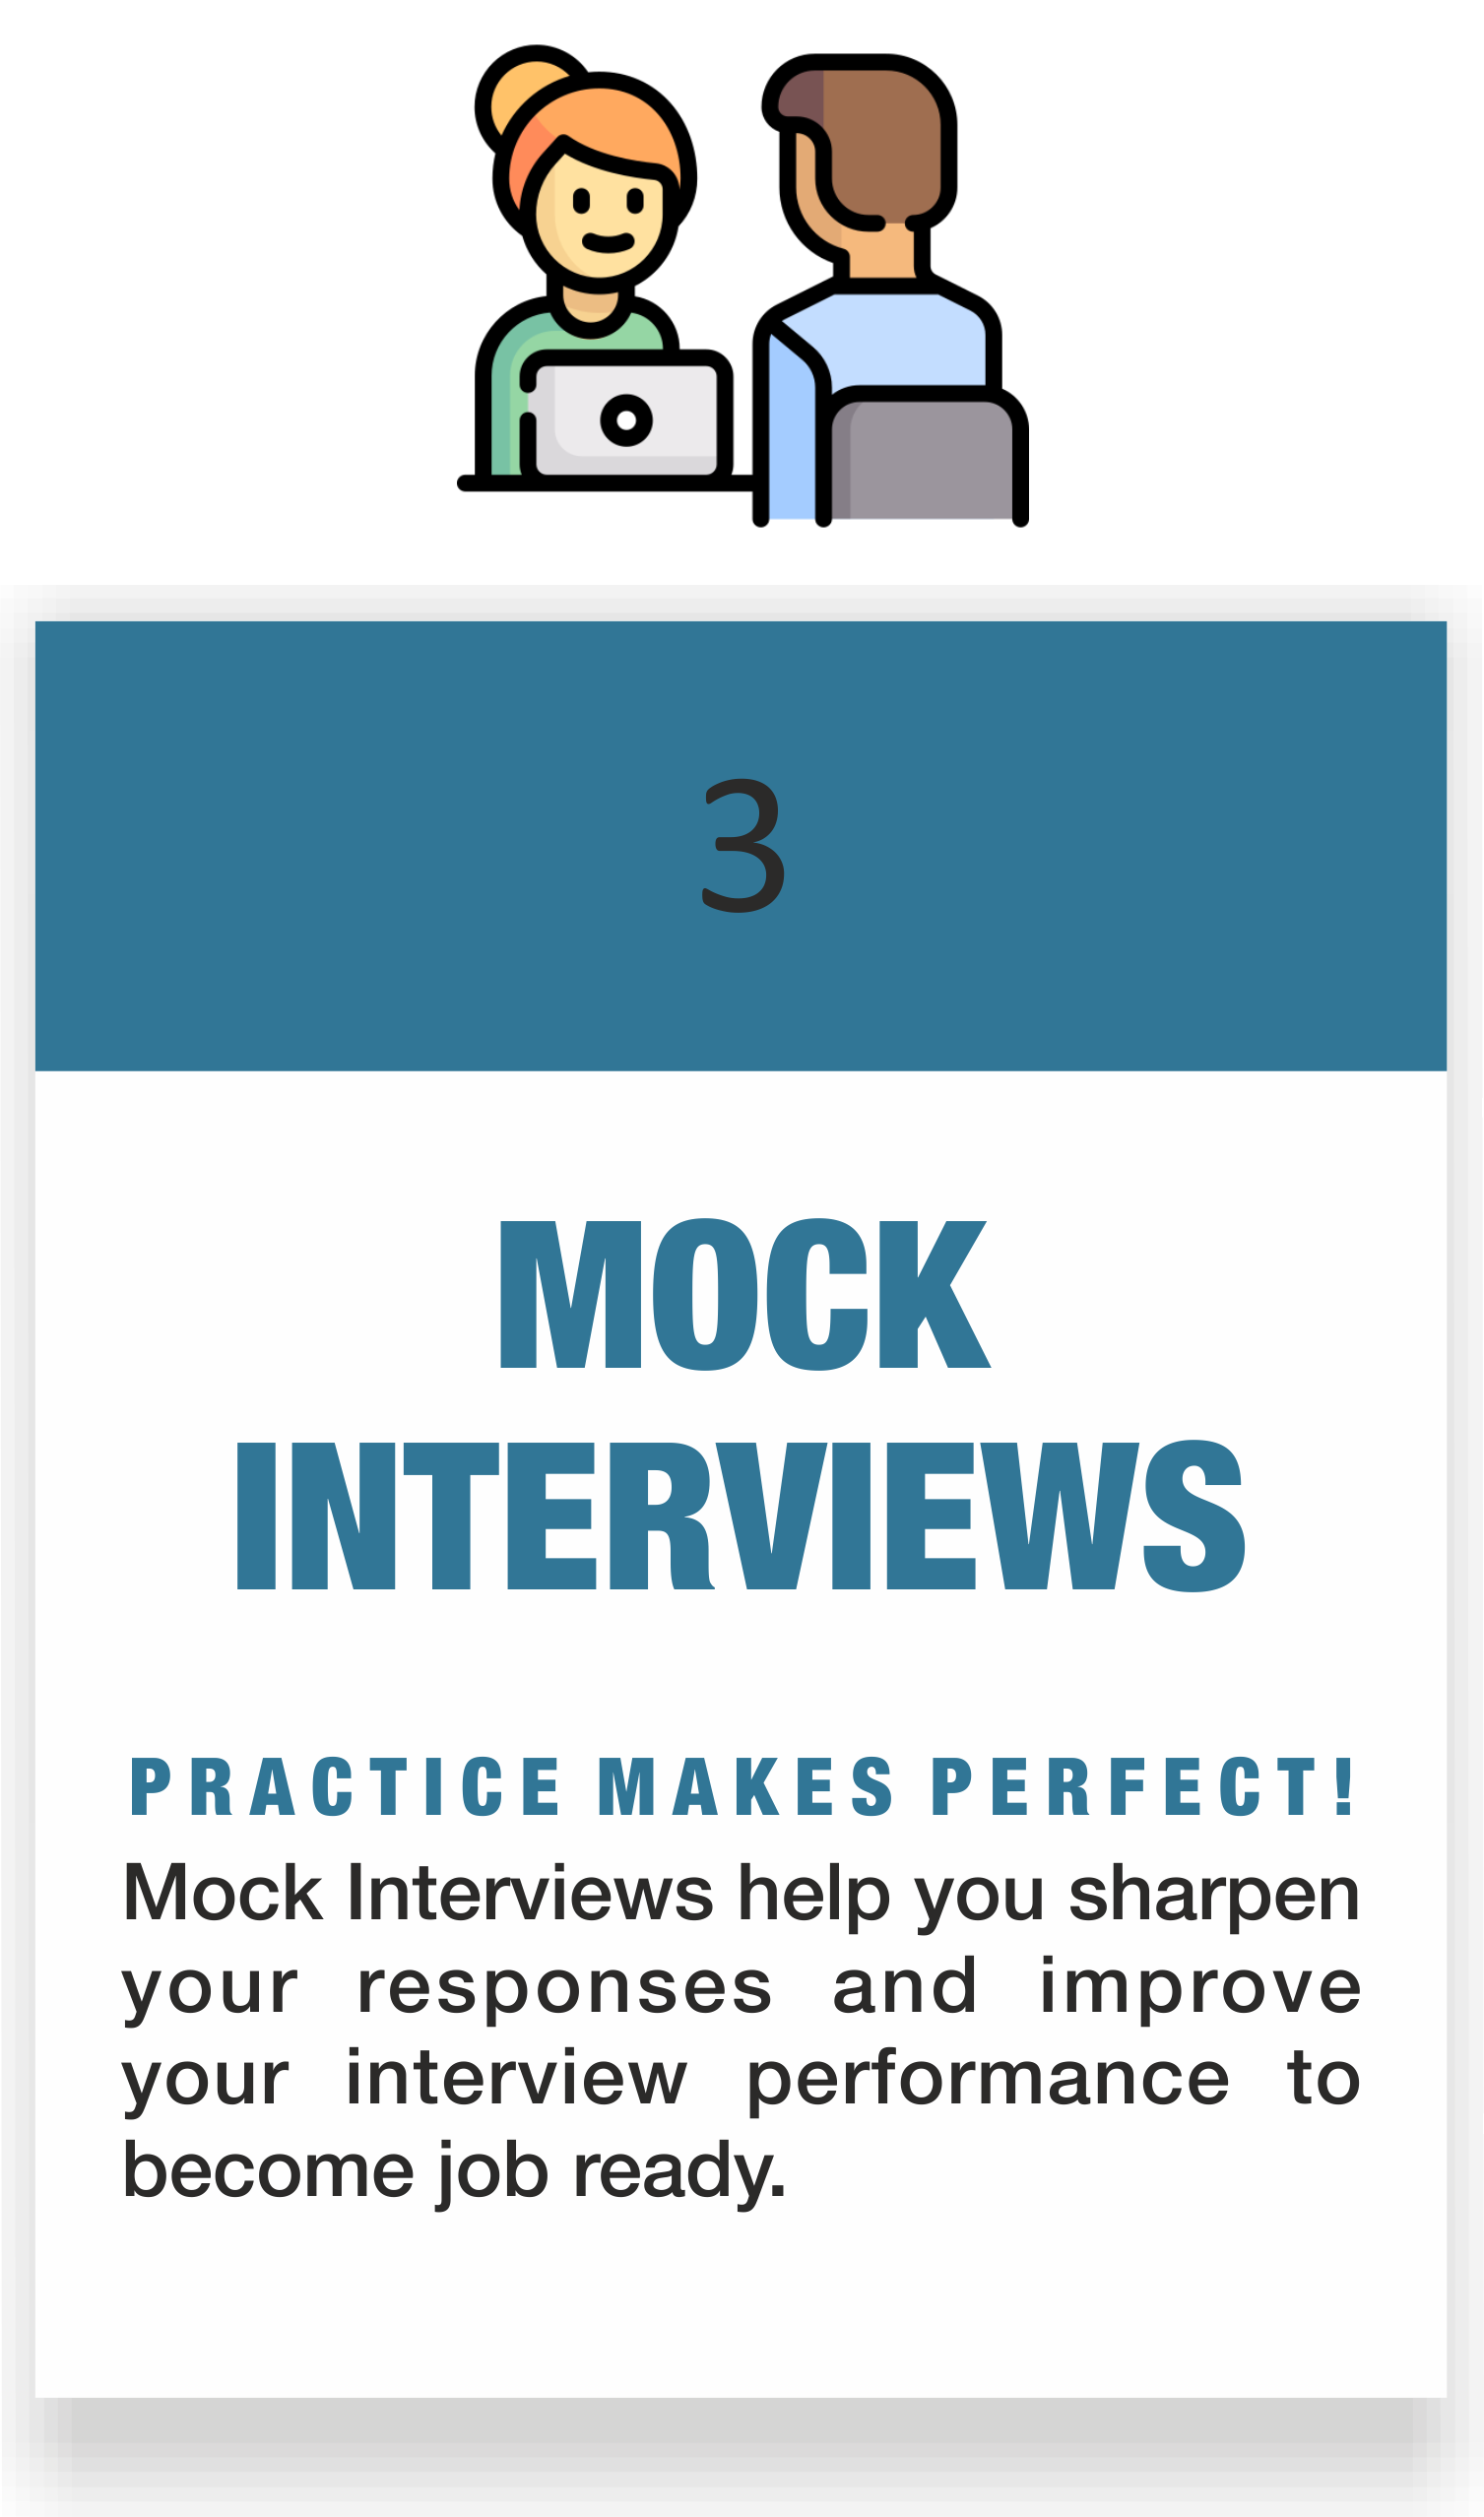 3
MOCK
INTERVIEWS
PRACTICE MAKES PERFECT!
Mock Interviews help you sharpen
your responses and improve
your interview performance to
become job ready.